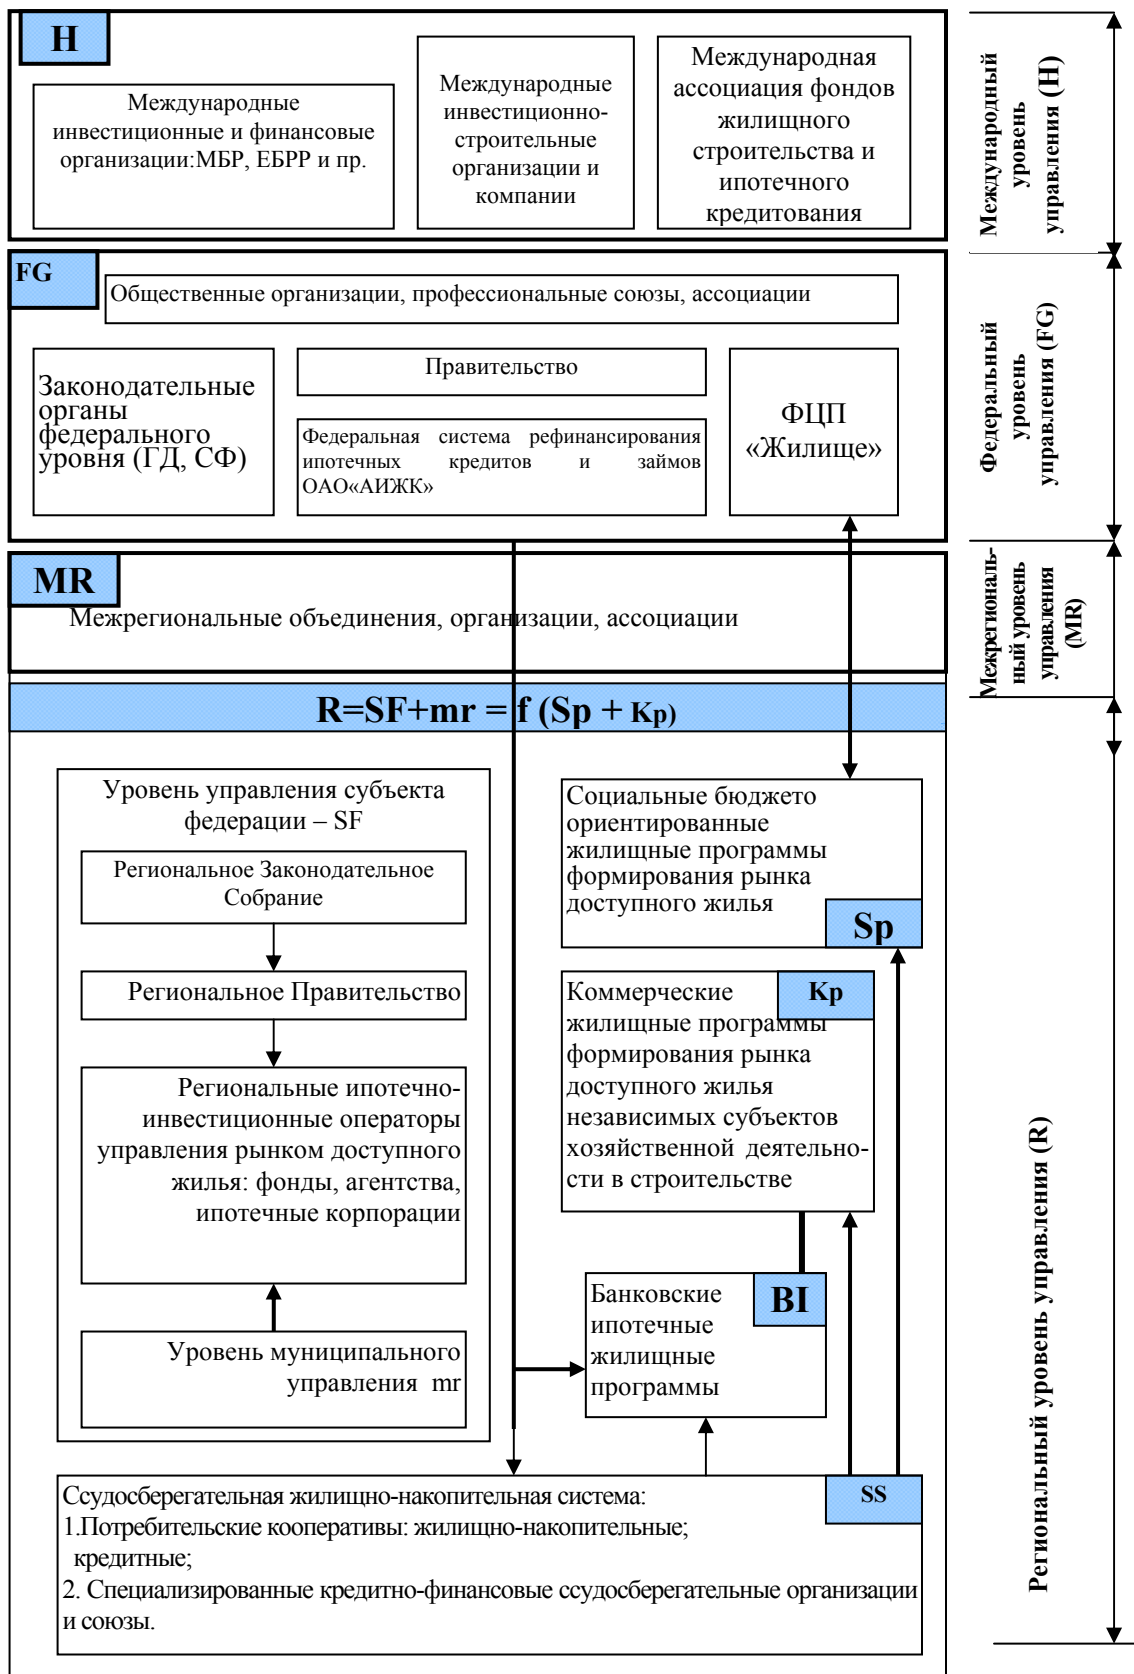 H
Международные
инвестиционные и финансовые
организации:МБР, ЕБРР и пр.
Международные
инвестиционно-
строительные
организации и
компании
Международная
ассоциация фондов
жилищного
строительства и
ипотечного
кредитования
Международный
уровень
управления (H)
FG
Общественные организации, профессиональные союзы, ассоциации
Законодательные
органы
федерального
уровня (ГД, СФ)
Правительство
Федеральная система рефинансирования
ипотечных кредитов и займов
ОАО«АИЖК»
ФЦП
«Жилище»
Федеральный
уровень
управления (FG)
MR
Межрегиональные объединения, организации, ассоциации
Межрегиональ-
ный уровень
управления
(MR)
R=SF+mr = f (Sp + Kp)
Уровень управления субъекта
федерации – SF
Региональное Законодательное
Собрание
Региональное Правительство
Региональные ипотечно-
инвестиционные операторы
управления рынком доступного
жилья: фонды, агентства,
ипотечные корпорации
Уровень муниципального
управления mr
Социальные бюджето
ориентированные
жилищные программы
формирования рынка
доступного жилья
Sp
Коммерческие
жилищные программы
формирования рынка
доступного жилья
независимых субъектов
хозяйственной деятельно-
сти в строительстве
Kp
Банковские
ипотечные
жилищные
программы
BI
Ссудосберегательная жилищно-накопительная система:
1.Потребительские кооперативы: жилищно-накопительные;
кредитные;
2. Специализированные кредитно-финансовые ссудосберегательные организации
и союзы.
SS
Региональный уровень управления (R)